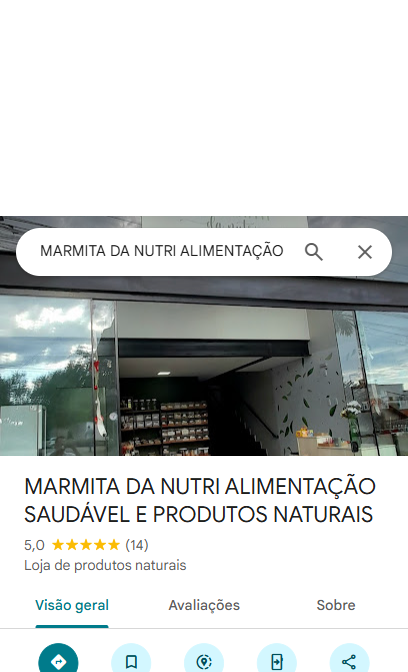 MARMITA DA NUTRI ALIMENTAÇÃO
MARMITA DA NUTRI ALIMENTAÇÃO
SAUDÁVEL E PRODUTOS NATURAIS
5,0 ★★★★★ (14)
Loja de produtos naturais
Visão geral Avaliações Sobre